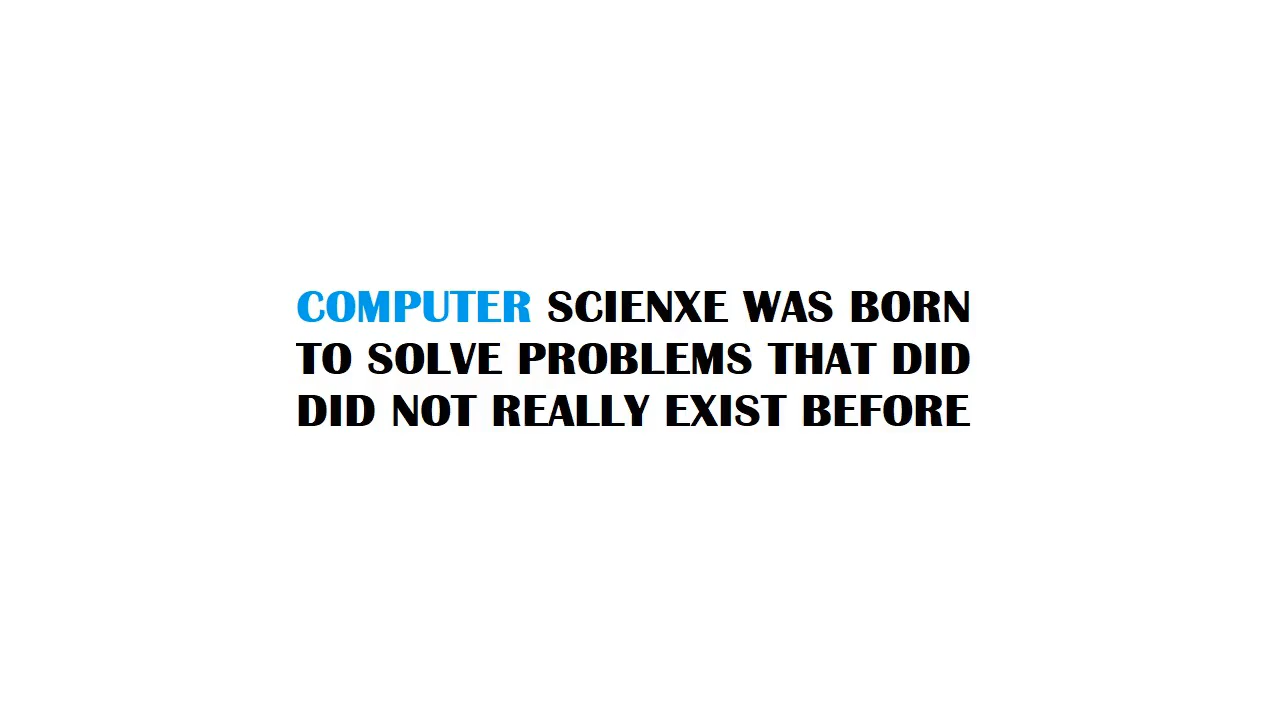 COMPUTER SCIENXE WAS BORN
TO SOLVE PROBLEMS THAT DID
DID NOT REALLY EXIST BEFORE